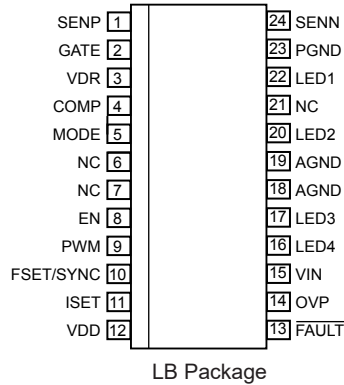 SENP 1 24 SENN
GATE 2 23 PGND
VDR 3 22 LED1
COMP 4 21 NC
MODE 5 20 LED2
NC 6 19 AGND
NC 7 18 AGND
EN 8 17 LED3
PWM 9 16 LED4
FSET/SYNC 10 15 VIN
ISET 11 14 OVP
VDD 12 13 FAULT
LB Package